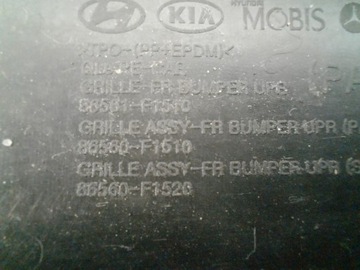 HYUNDAI
KIA MOBIS
GRILLE-FR BUMPER UPR
86561-F1510
GRILLE ASSY-FR BUMPER-UPR (P
86560-F1510
GRILLE ASSY-FR BUMPER-UPR (S
86560-F1520